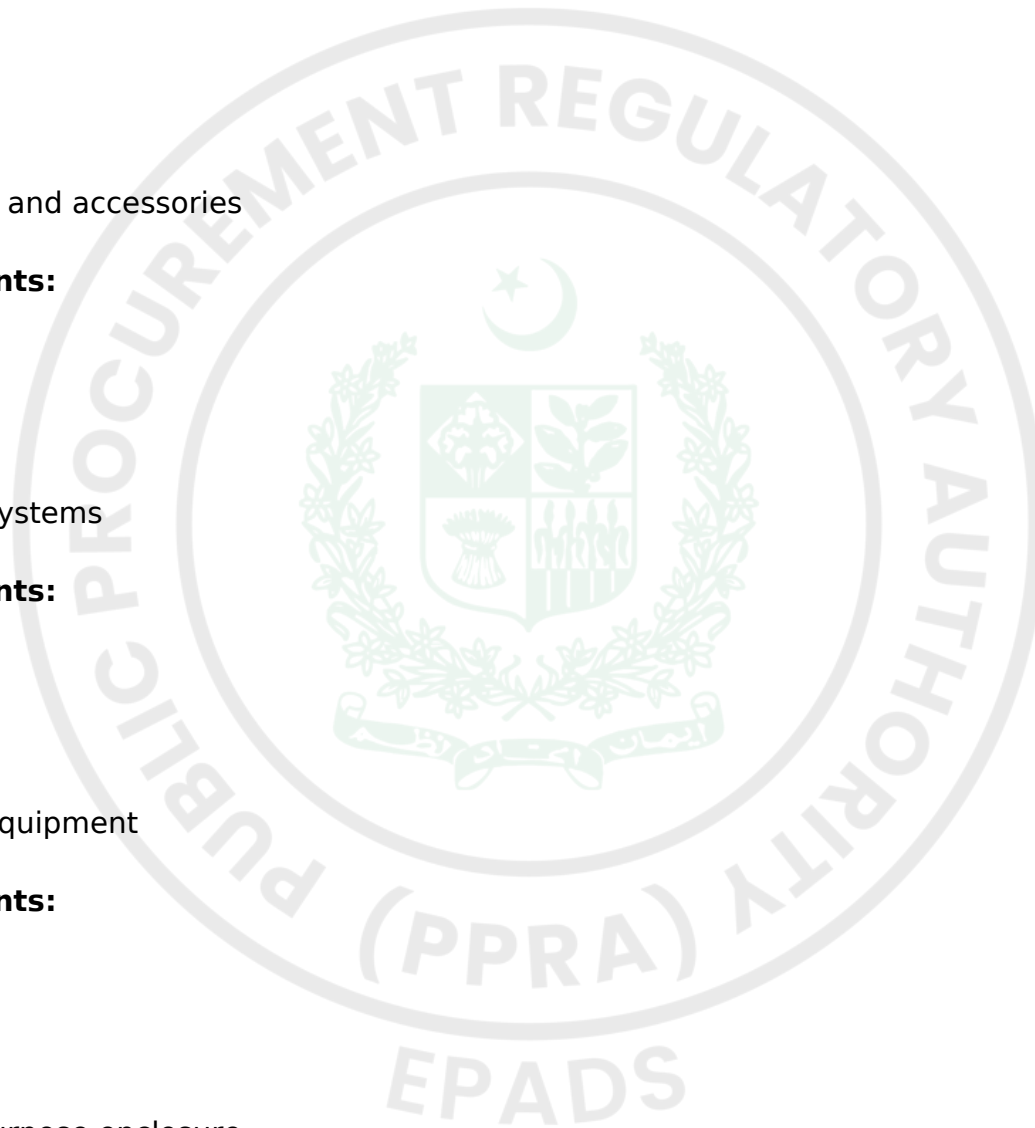 and accessories
nts:
ystems
nts:
quipment
nts:
PUBLIC PROCUREMENT REGULATORY AUTHORITY
(PPRA)
EPADS